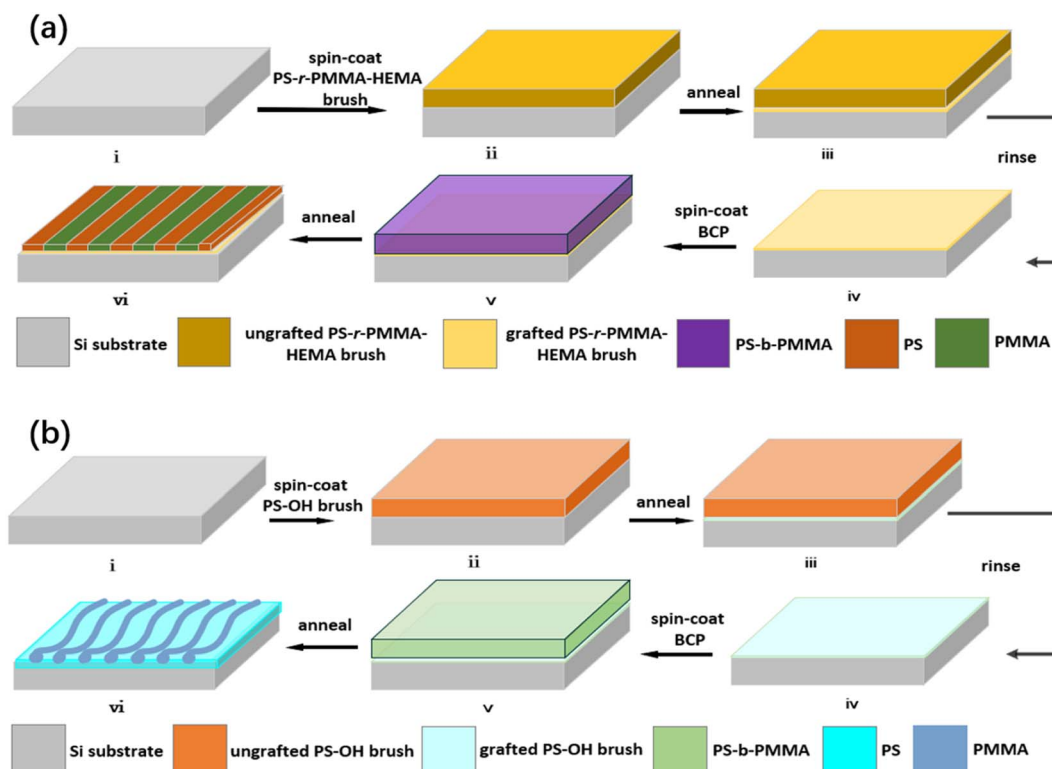 (a)
spin-coat
PS-r-PMMA-HEMA
brush
anneal
i
ii
iii
rinse
anneal
spin-coat
BCP
vi
v
iv
Si substrate
ungrafted PS-r-PMMA-
HEMA brush
grafted PS-r-PMMA-
HEMA brush
PS-b-PMMA
PS
PMMA
(b)
spin-coat
PS-OH brush
anneal
i
ii
iii
rinse
anneal
spin-coat
BCP
vi
v
iv
Si substrate
ungrafted PS-OH brush
grafted PS-OH brush
PS-b-PMMA
PS
PMMA